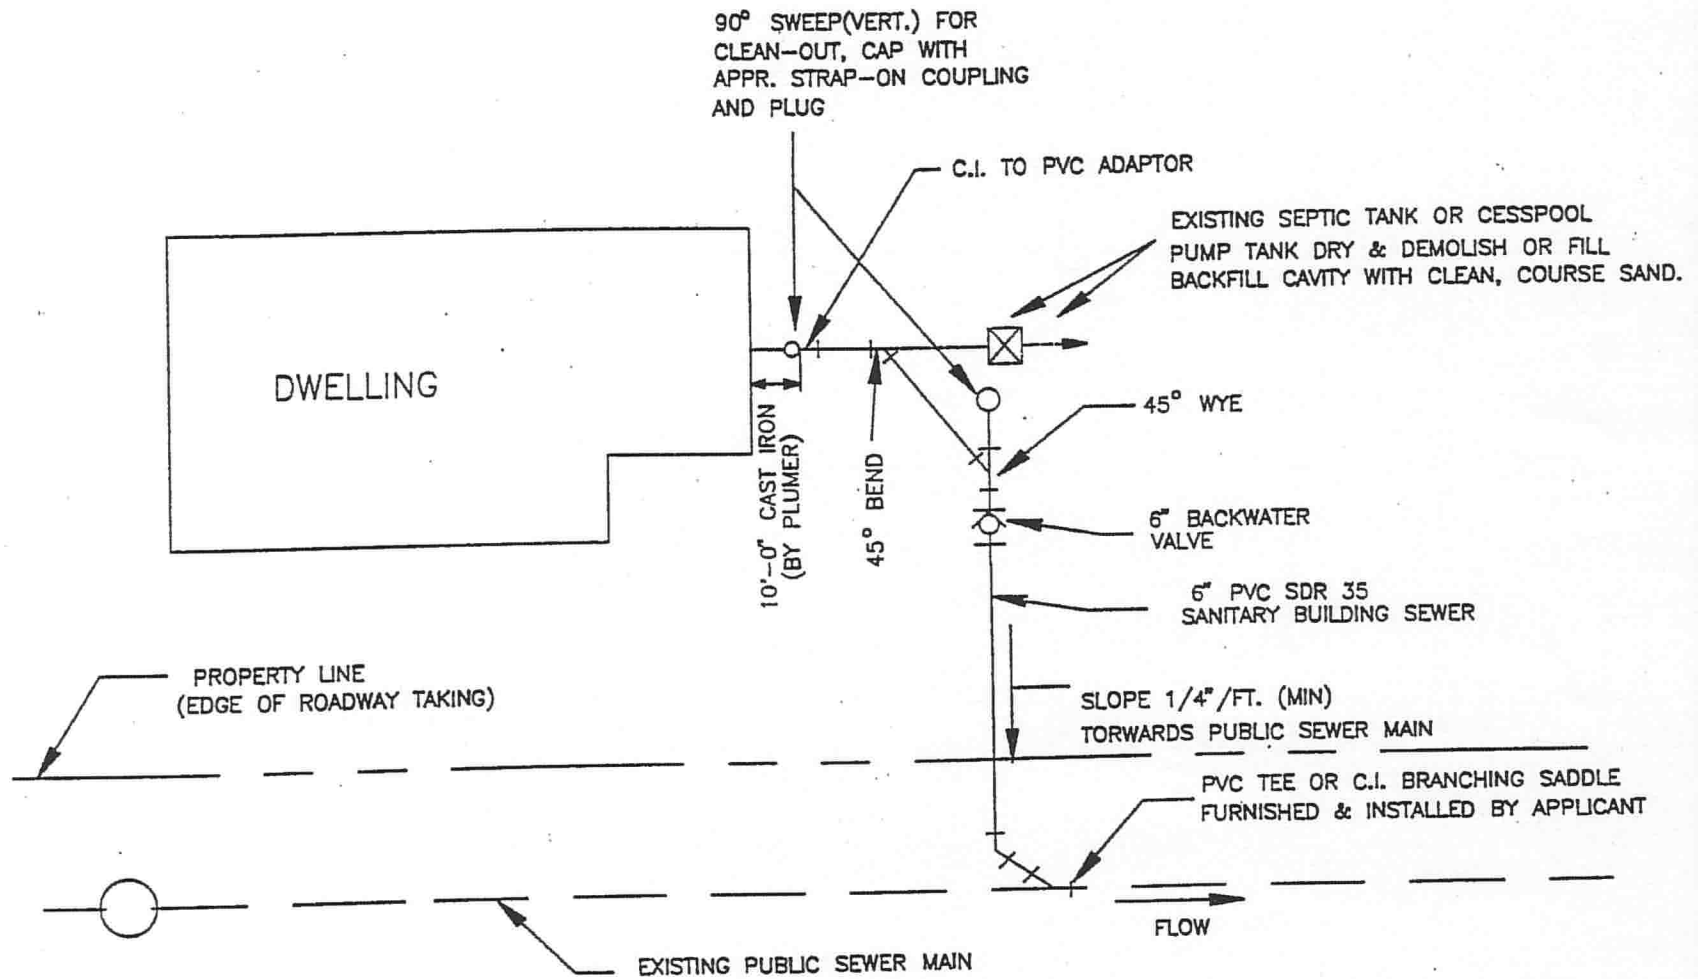 90° SWEEP(VERT.) FOR
CLEAN-OUT, CAP WITH
APPR. STRAP-ON COUPLING
AND PLUG
C.I. TO PVC ADAPTOR
EXISTING SEPTIC TANK OR CESSPOOL
PUMP TANK DRY & DEMOLISH OR FILL
BACKFILL CAVITY WITH CLEAN, COURSE SAND.
DWELLING
10'-0" CAST IRON
(BY PLUMER)
45° BEND
45° WYE
6" BACKWATER
VALVE
6" PVC SDR 35
SANITARY BUILDING SEWER
PROPERTY LINE
(EDGE OF ROADWAY TAKING)
SLOPE 1/4"/FT. (MIN)
TORWARDS PUBLIC SEWER MAIN
PVC TEE OR C.I. BRANCHING SADDLE
FURNISHED & INSTALLED BY APPLICANT
FLOW
EXISTING PUBLIC SEWER MAIN